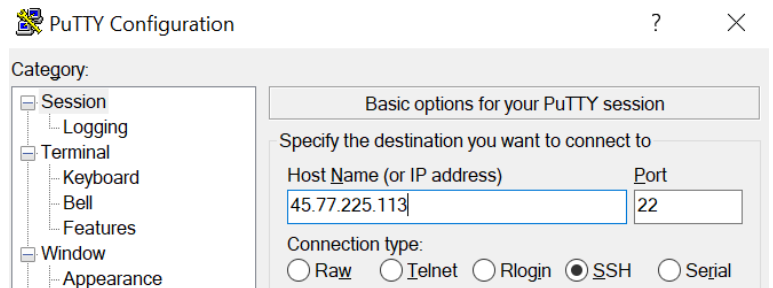 PuTTY Configuration
?
Category:
Session
Logging
Terminal
Keyboard
Bell
Features
Window
Appearance
Basic options for your PuTTY session
Specify the destination you want to connect to
Host Name (or IP address) Port
45.77.225.113 22
Connection type:
Raw Telnet Rlogin SSH Serial